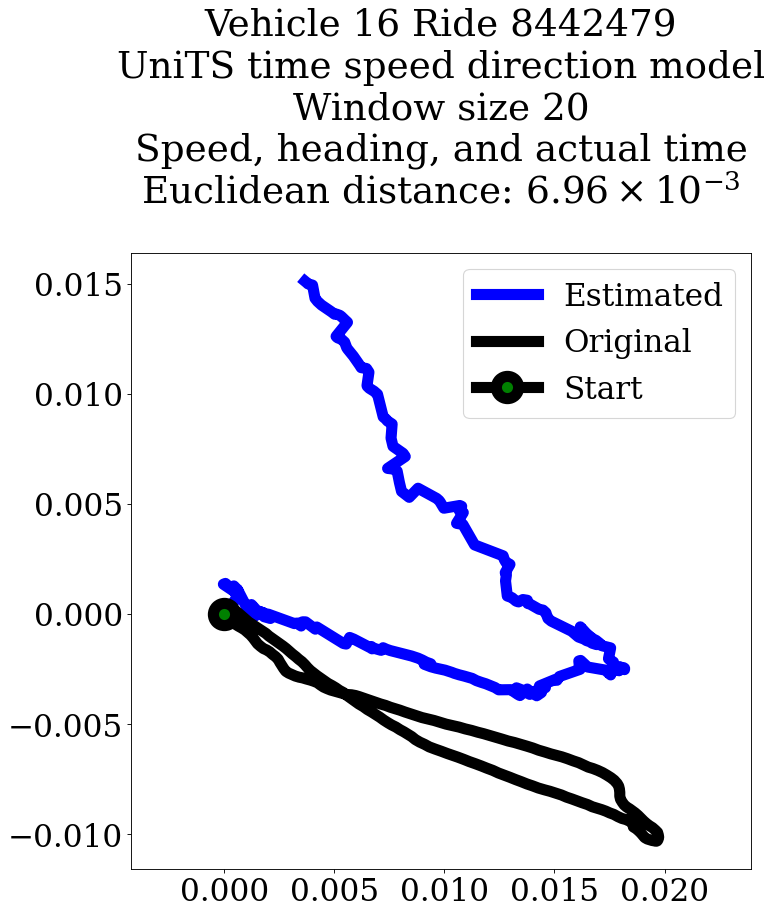 Vehicle 16 Ride 8442479
UniTS time speed direction model
Window size 20
Speed, heading, and actual time
Euclidean distance: 6.96 × 10⁻³
Estimated
Original
Start
0.015
0.010
0.005
0.000
−0.005
−0.010
0.000 0.005 0.010 0.015 0.020